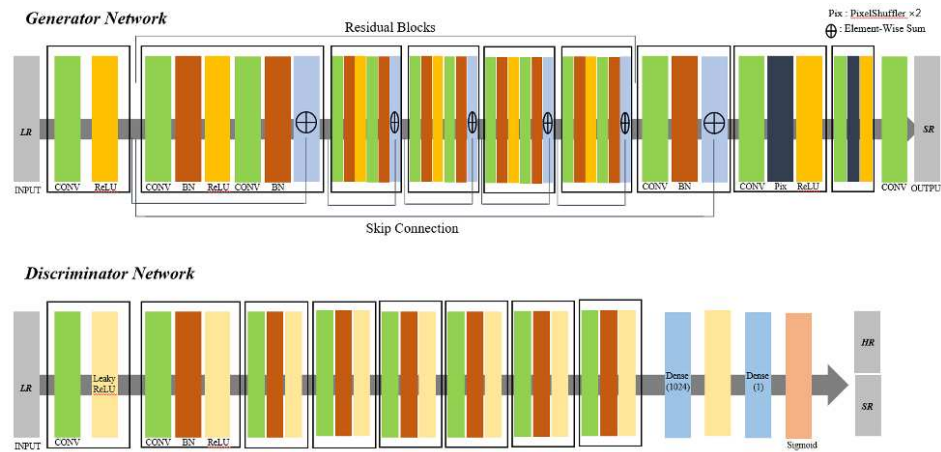 Generator Network
Pix : PixelShuffler ×2
⊕ : Element-Wise Sum
Residual Blocks
LR
SR
INPUT
CONV ReLU
CONV BN ReLU CONV BN
CONV BN
CONV Pix ReLU
CONV
OUTPU
Skip Connection
Discriminator Network
LR
Leaky
ReLU
Dense
(1024)
Dense
(1)
HR
SR
INPUT
CONV
CONV BN ReLU
Sigmoid